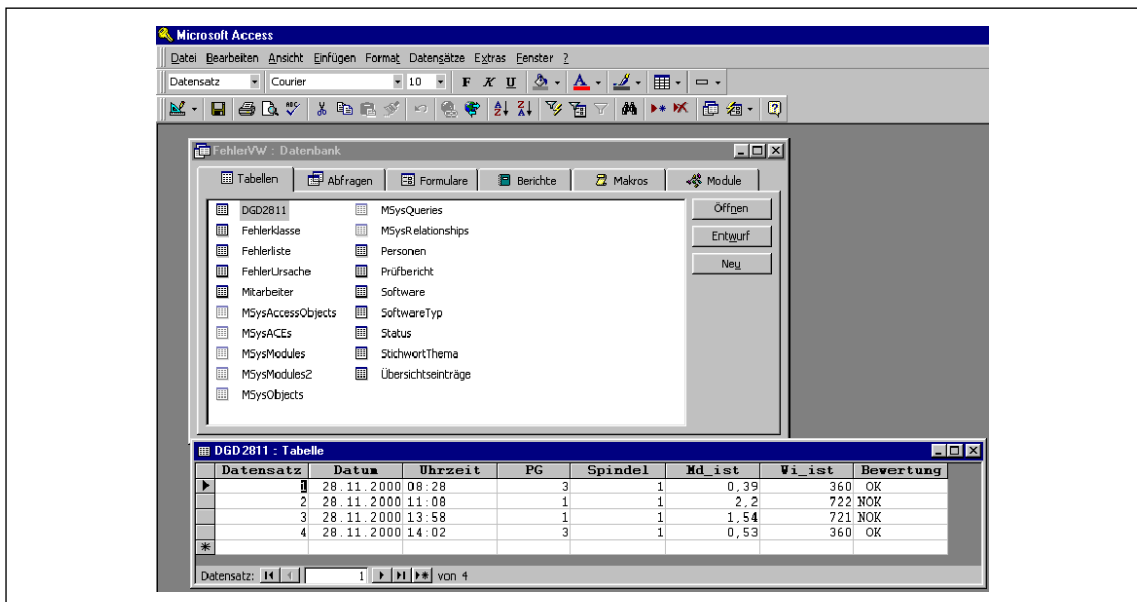 Microsoft Access
Datei Bearbeiten Ansicht Einfügen Format Datensätze Extras Fenster ?
Datensatz Courier 10 F K U
FehlerVW : Datenbank
Tabellen Abfragen Formulare Berichte Makros Module
DGD2811 MSysQueries Öffnen
Fehlerklasse MSysRelationships Entwurf
Fehlerliste Personen Neu
FehlerUrsache Prüfbericht
Mitarbeiter Software
MSysAccessObjects SoftwareTyp
MSysACEs Status
MSysModules StichwortThema
MSysModules2 Übersichtseinträge
MSysObjects
DGD2811 : Tabelle
Datensatz Datum Uhrzeit PG Spindel Md_ist Wi_ist Bewertung
1 28.11.2000 08:28 3 1 0,39 360 OK
2 28.11.2000 11:08 1 1 2,2 722 NOK
3 28.11.2000 13:58 1 1 1,54 721 NOK
4 28.11.2000 14:02 3 1 0,53 360 OK
Datensatz: 1 von 4